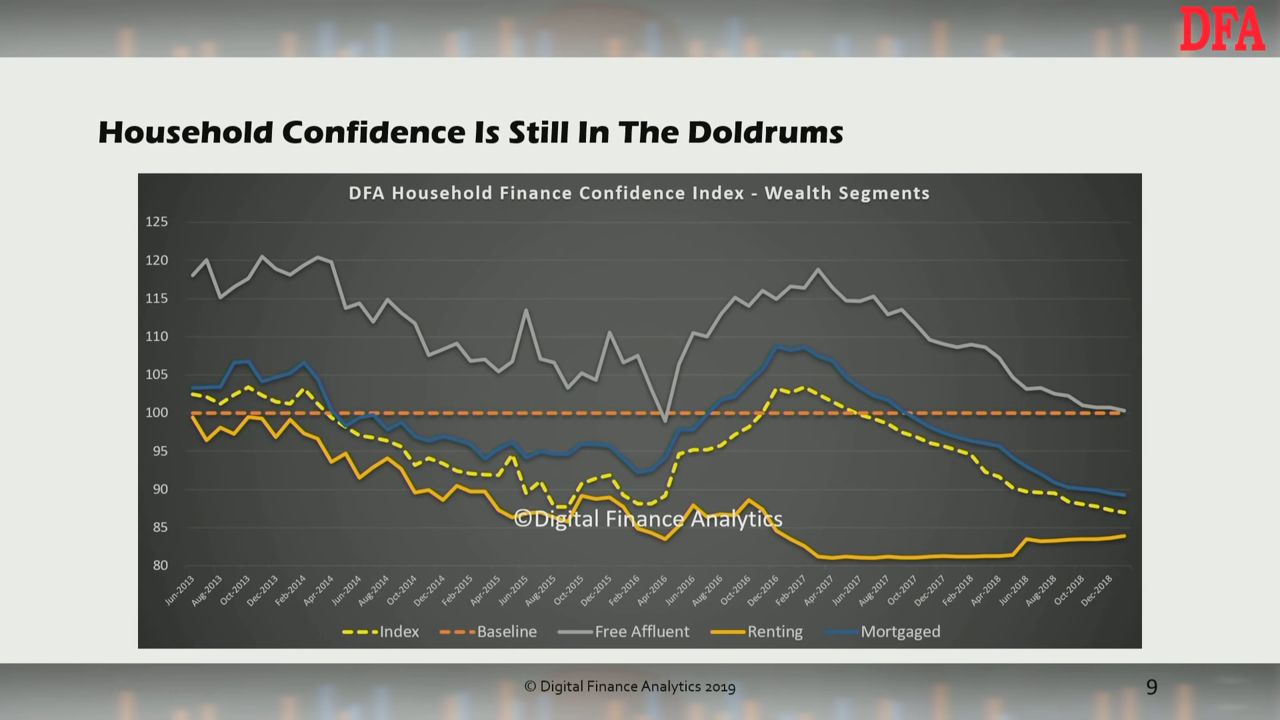 DFA
Household Confidence Is Still In The Doldrums
DFA Household Finance Confidence Index - Wealth Segments
125
120
115
110
105
100
95
90
85
80
©Digital Finance Analytics
Jun-2013 Aug-2013 Oct-2013 Dec-2013 Feb-2014 Apr-2014 Jun-2014 Aug-2014 Oct-2014 Dec-2014 Feb-2015 Apr-2015 Jun-2015 Aug-2015 Oct-2015 Dec-2015 Feb-2016 Apr-2016 Jun-2016 Aug-2016 Oct-2016 Dec-2016 Feb-2017 Apr-2017 Jun-2017 Aug-2017 Oct-2017 Dec-2017 Feb-2018 Apr-2018 Jun-2018 Aug-2018 Oct-2018 Dec-2018
Index Baseline Free Affluent Renting Mortgaged
© Digital Finance Analytics 2019
9